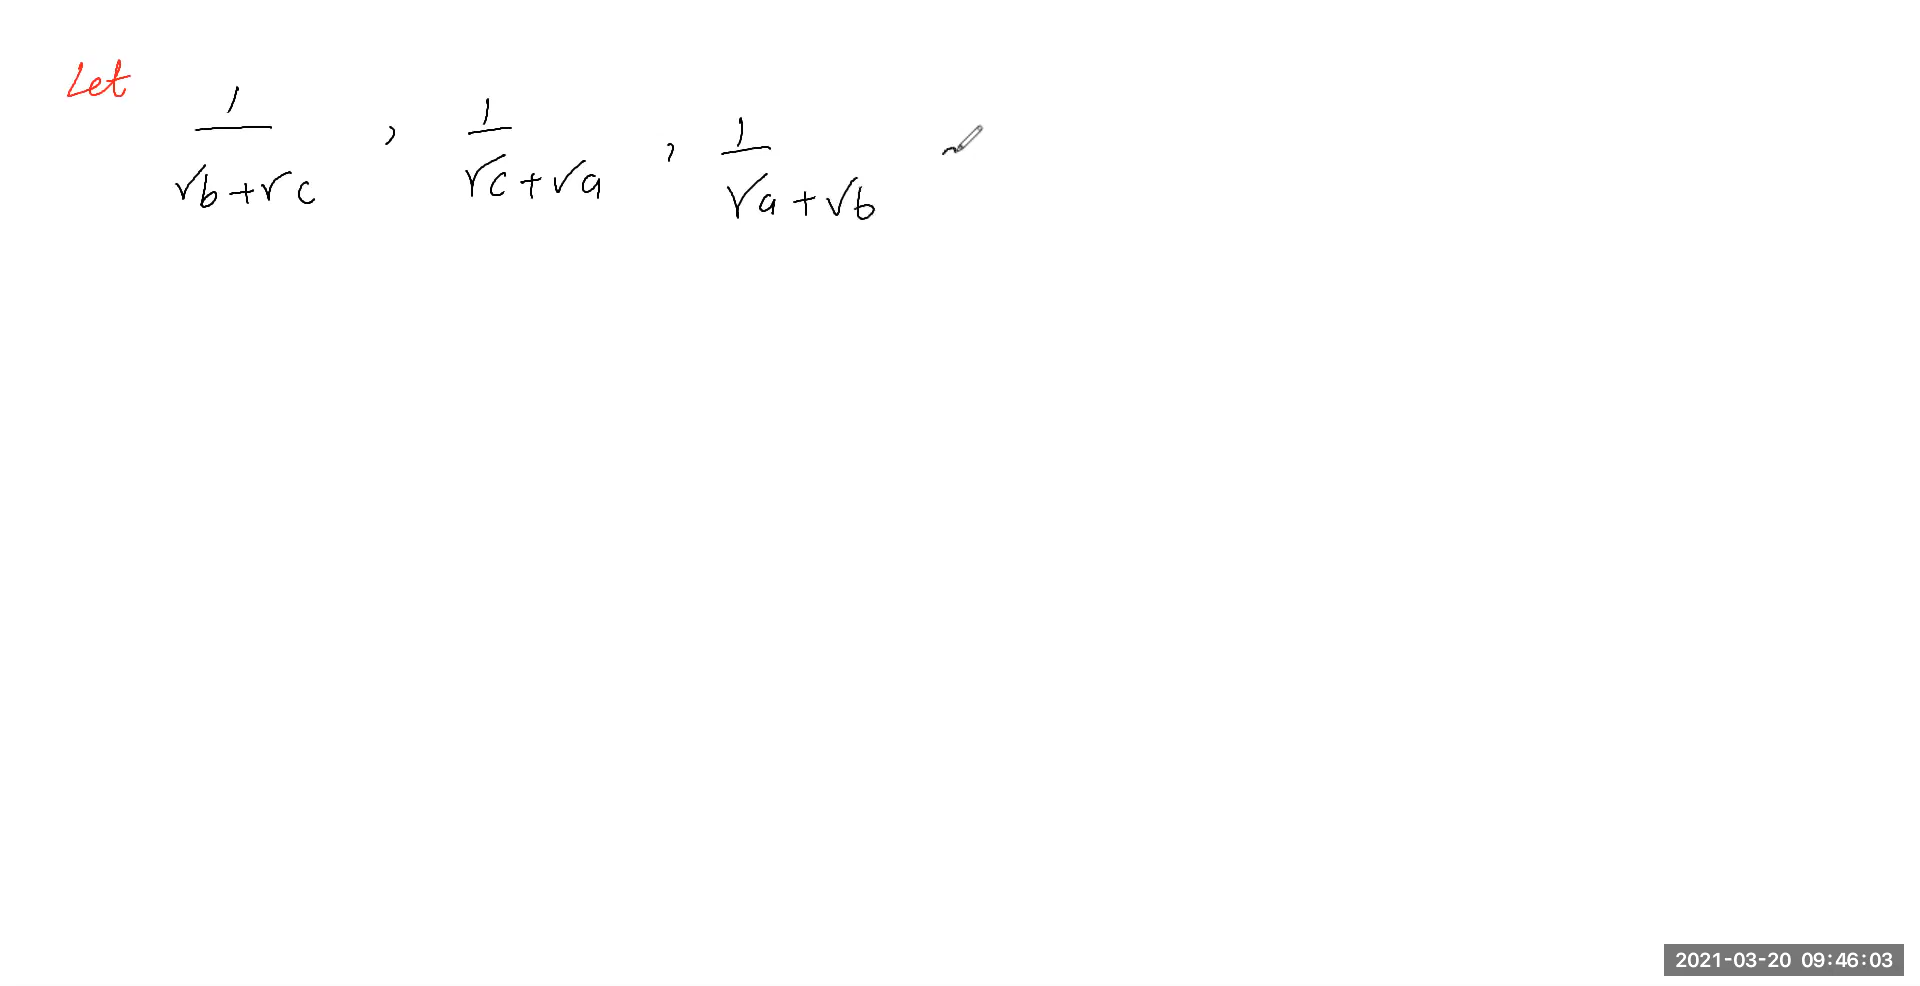 Let
1/(√b+√c) , 1/(√c+√a) , 1/(√a+√b)
2021-03-20 09:46:03